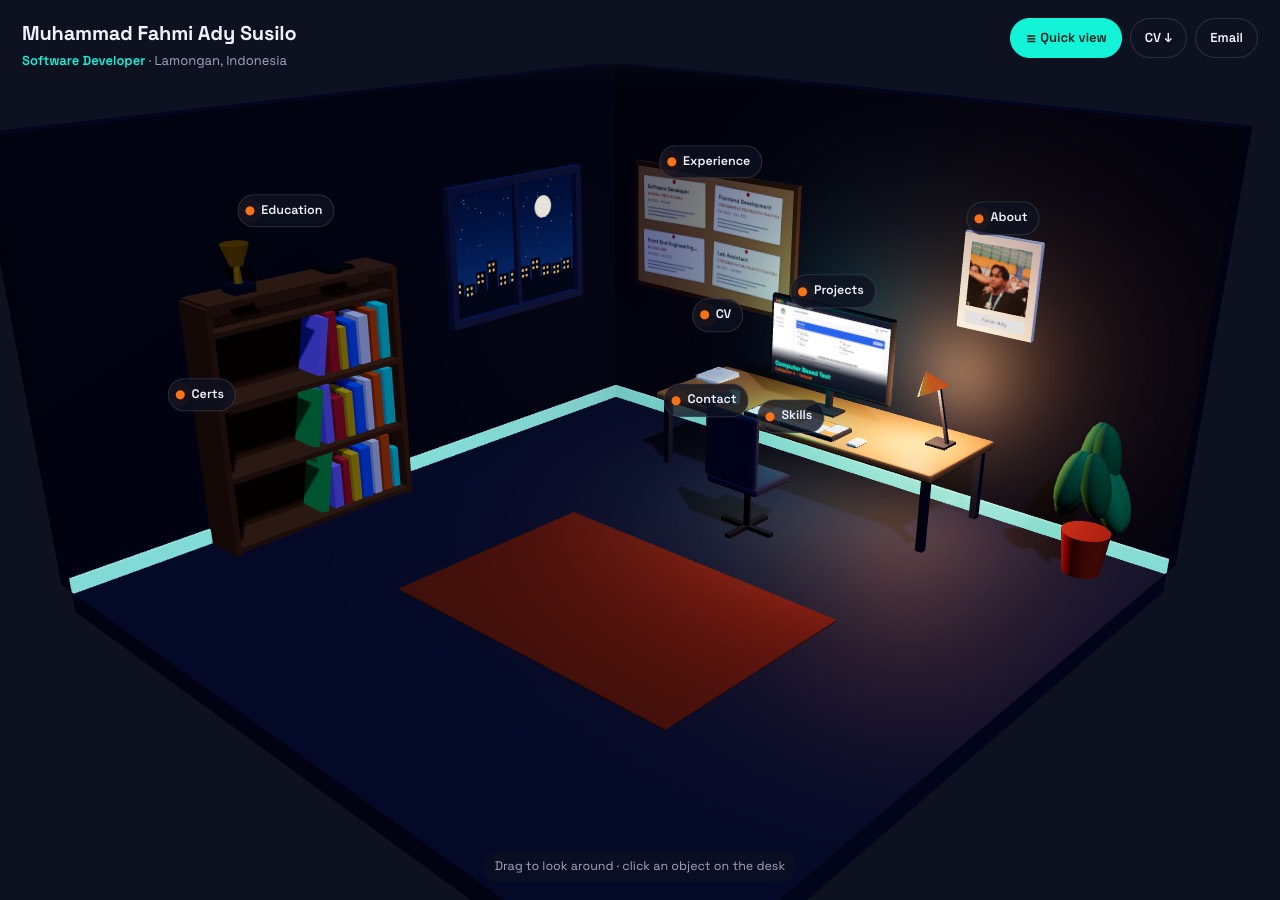 Muhammad Fahmi Ady Susilo
Software Developer · Lamongan, Indonesia
≡ Quick view
CV ↓
Email
Experience
Education
About
Software Developer
Frontend Development
Front End Engineering...
Lab Assistant
Projects
CV
Computer Based Test
Certs
Contact
Skills
Drag to look around · click an object on the desk